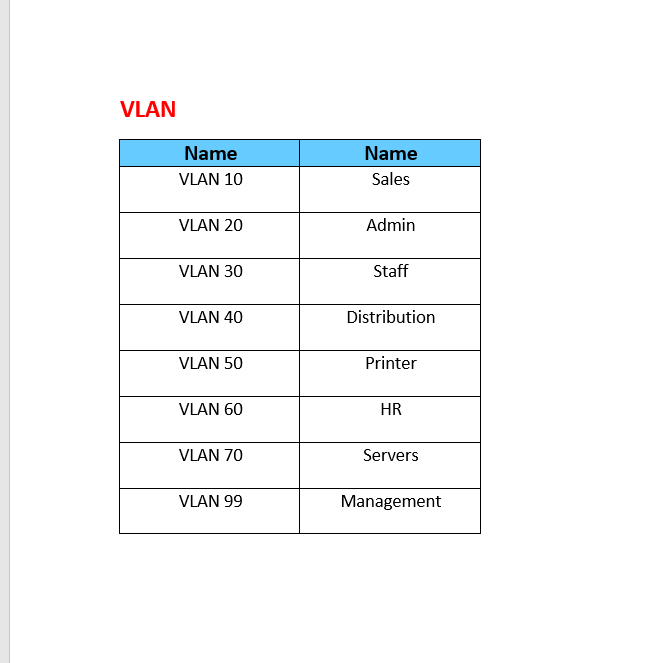 VLAN
Name Name
VLAN 10 Sales
VLAN 20 Admin
VLAN 30 Staff
VLAN 40 Distribution
VLAN 50 Printer
VLAN 60 HR
VLAN 70 Servers
VLAN 99 Management